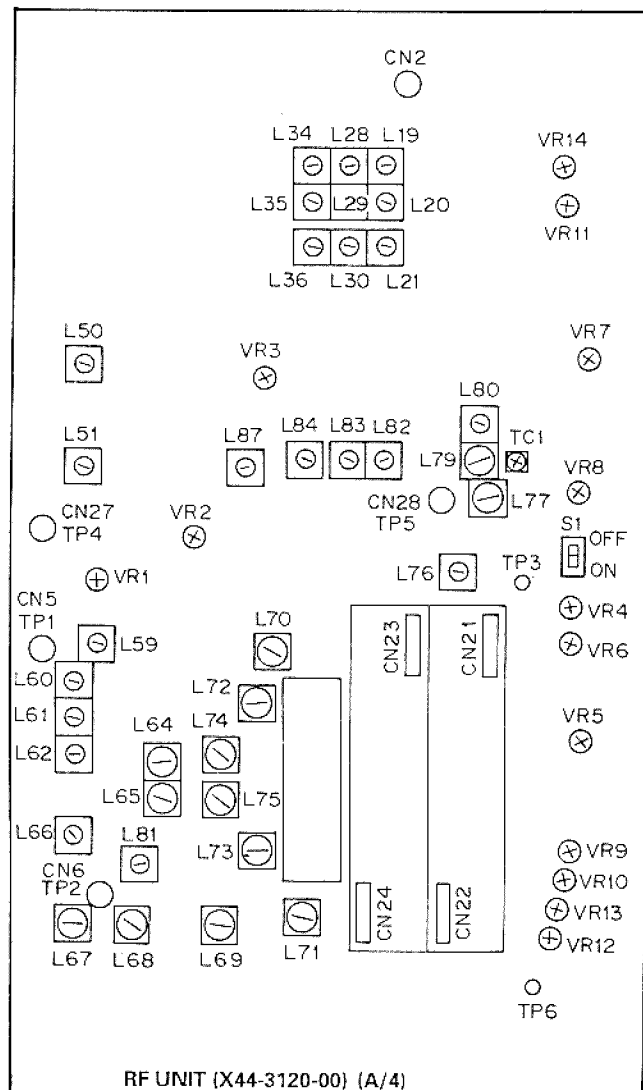 CN2
L34 L28 L19
VR14
L35 L29 L20
VR11
L36 L30 L21
L50
VR3
VR7
L80
L51
L87
L84 L83 L82
L79
TC1
VR8
CN28
TP5
L77
CN27
TP4
VR2
S1
OFF
ON
L76
TP3
VR1
CN5
TP1
L59
L70
CN23
CN21
VR4
VR6
L60
L72
L61
L64
L74
VR5
L62
L65
L75
L66
L81
L73
VR9
CN6
TP2
VR10
CN24
CN22
VR13
VR12
L67
L68
L69
L71
TP6
RF UNIT (X44-3120-00) (A/4)